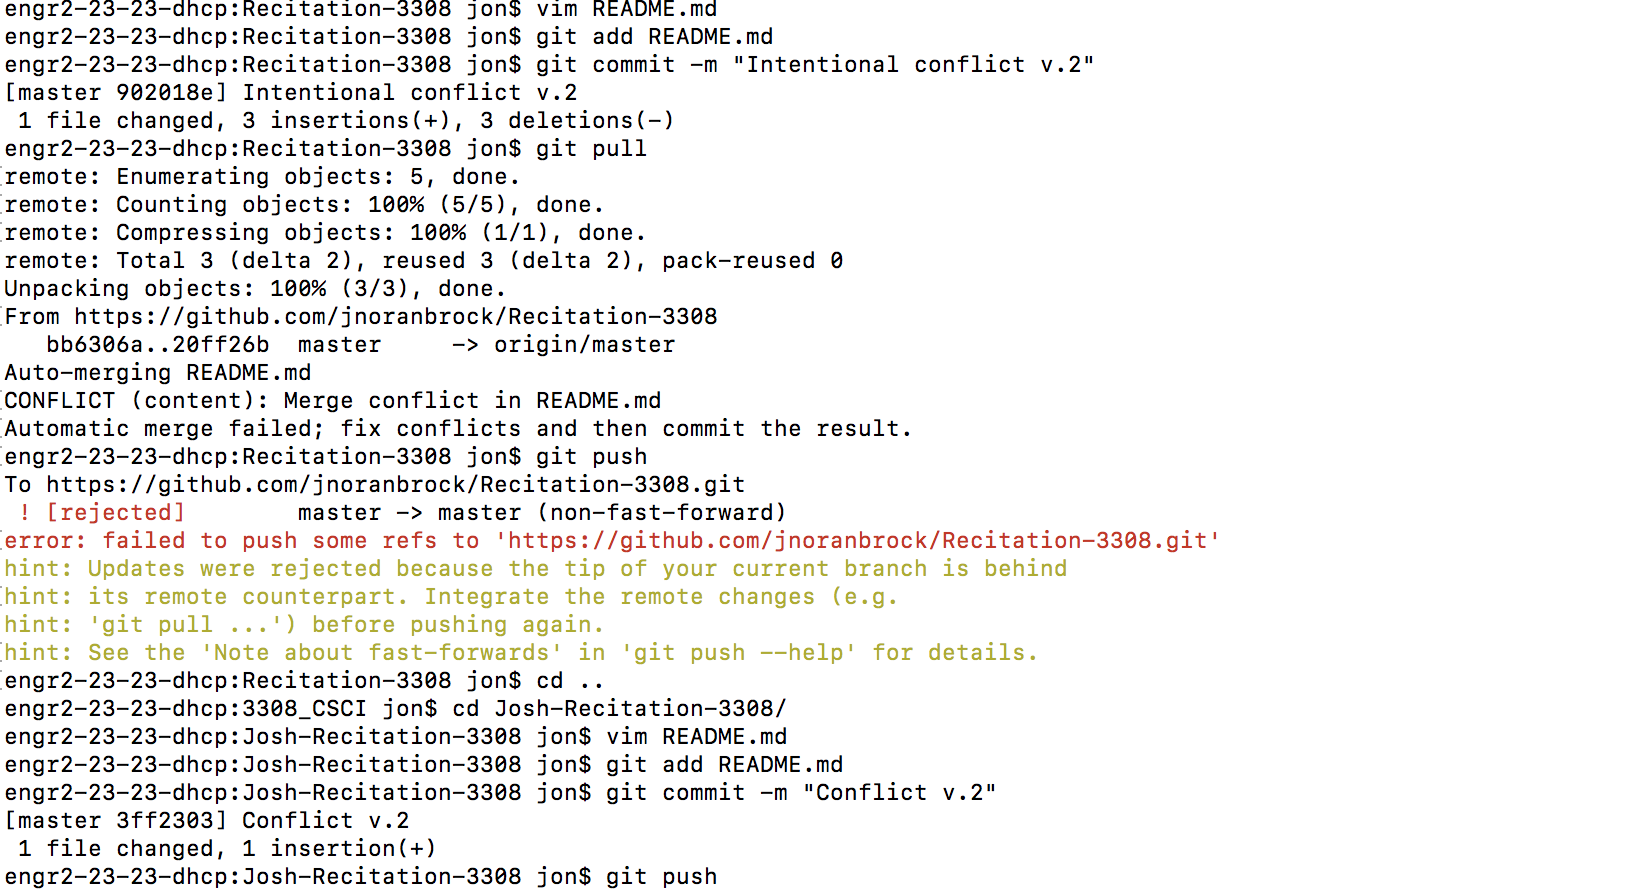 engr2-23-23-dhcp:Recitation-3308 jon$ vim README.md
engr2-23-23-dhcp:Recitation-3308 jon$ git add README.md
engr2-23-23-dhcp:Recitation-3308 jon$ git commit -m "Intentional conflict v.2"
[master 902018e] Intentional conflict v.2
 1 file changed, 3 insertions(+), 3 deletions(-)
engr2-23-23-dhcp:Recitation-3308 jon$ git pull
remote: Enumerating objects: 5, done.
remote: Counting objects: 100% (5/5), done.
remote: Compressing objects: 100% (1/1), done.
remote: Total 3 (delta 2), reused 3 (delta 2), pack-reused 0
Unpacking objects: 100% (3/3), done.
From https://github.com/jnoranbrock/Recitation-3308
   bb6306a..20ff26b  master     -> origin/master
Auto-merging README.md
CONFLICT (content): Merge conflict in README.md
Automatic merge failed; fix conflicts and then commit the result.
engr2-23-23-dhcp:Recitation-3308 jon$ git push
To https://github.com/jnoranbrock/Recitation-3308.git
 ! [rejected]        master -> master (non-fast-forward)
error: failed to push some refs to 'https://github.com/jnoranbrock/Recitation-3308.git'
hint: Updates were rejected because the tip of your current branch is behind
hint: its remote counterpart. Integrate the remote changes (e.g.
hint: 'git pull ...') before pushing again.
hint: See the 'Note about fast-forwards' in 'git push --help' for details.
engr2-23-23-dhcp:Recitation-3308 jon$ cd ..
engr2-23-23-dhcp:3308_CSCI jon$ cd Josh-Recitation-3308/
engr2-23-23-dhcp:Josh-Recitation-3308 jon$ vim README.md
engr2-23-23-dhcp:Josh-Recitation-3308 jon$ git add README.md
engr2-23-23-dhcp:Josh-Recitation-3308 jon$ git commit -m "Conflict v.2"
[master 3ff2303] Conflict v.2
 1 file changed, 1 insertion(+)
engr2-23-23-dhcp:Josh-Recitation-3308 jon$ git push